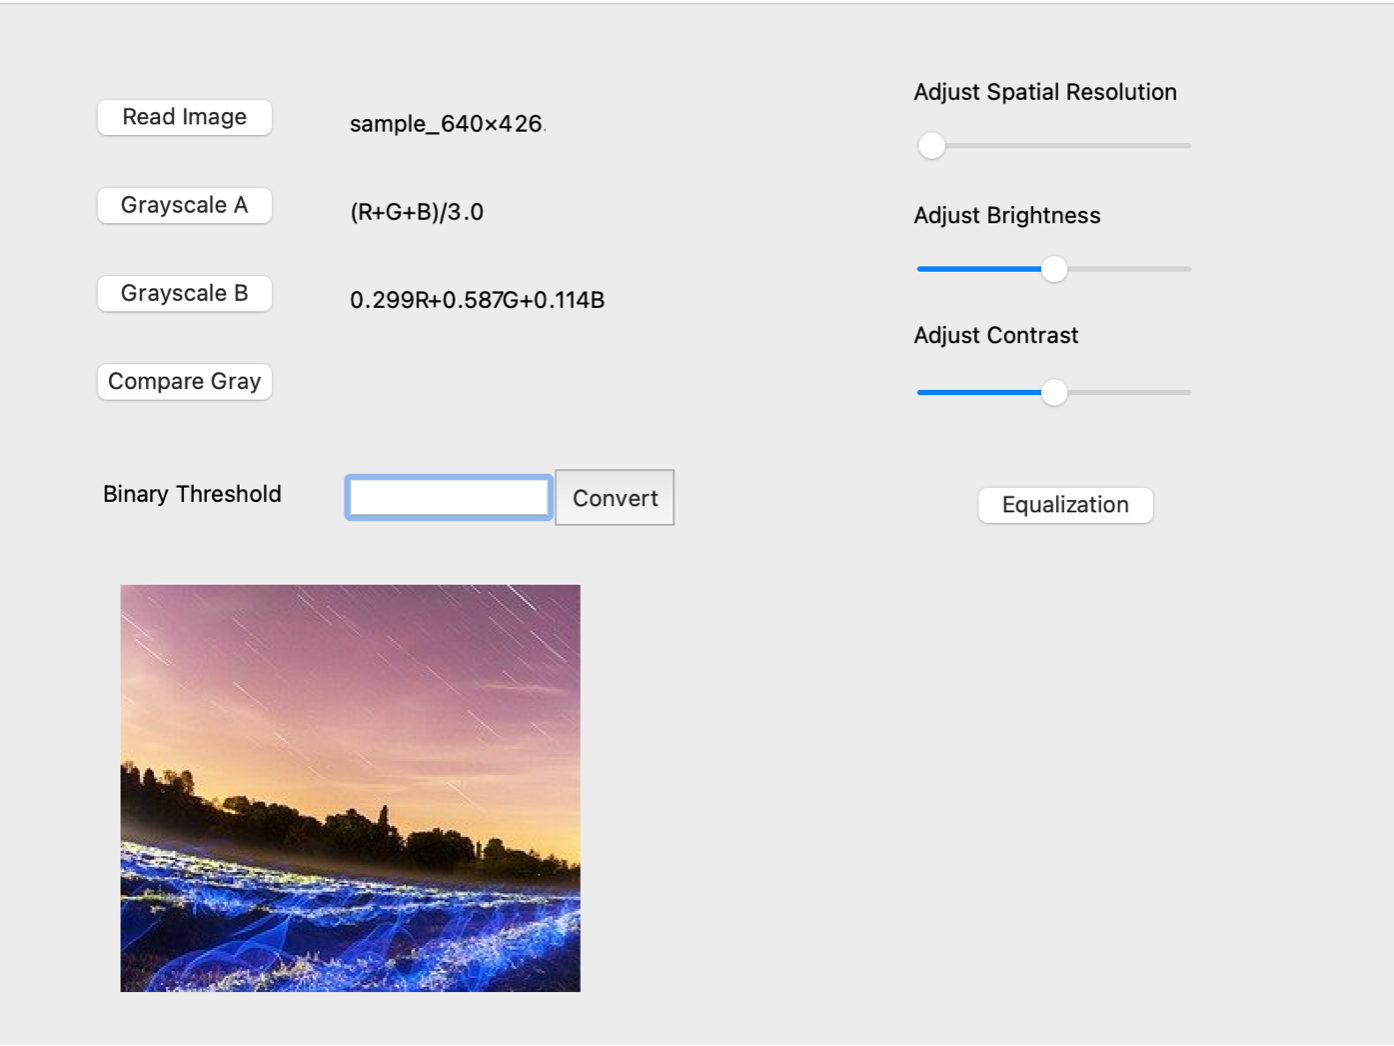 Read Image
sample_640×426.
Grayscale A
(R+G+B)/3.0
Grayscale B
0.299R+0.587G+0.114B
Compare Gray
Binary Threshold
Convert
Adjust Spatial Resolution
Adjust Brightness
Adjust Contrast
Equalization